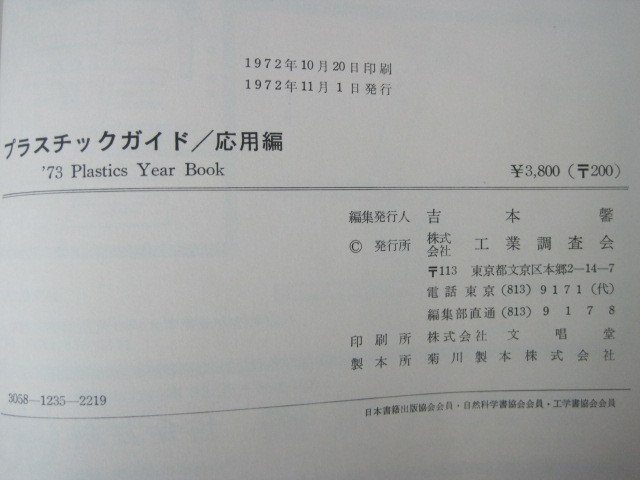 1972年10月20日印刷
1972年11月1日発行
プラスチックガイド／応用編
'73 Plastics Year Book ¥3,800（〒200）
編集発行人 吉本馨
© 発行所 株式会社 工業調査会
〒113 東京都文京区本郷2—14—7
電話 東京 (813) 9171 (代)
編集部直通 (813) 9178
印刷所 株式会社 文唱堂
製本所 菊川製本株式会社
3058—1235—2219
日本書籍出版協会会員・自然科学書協会会員・工学書協会会員